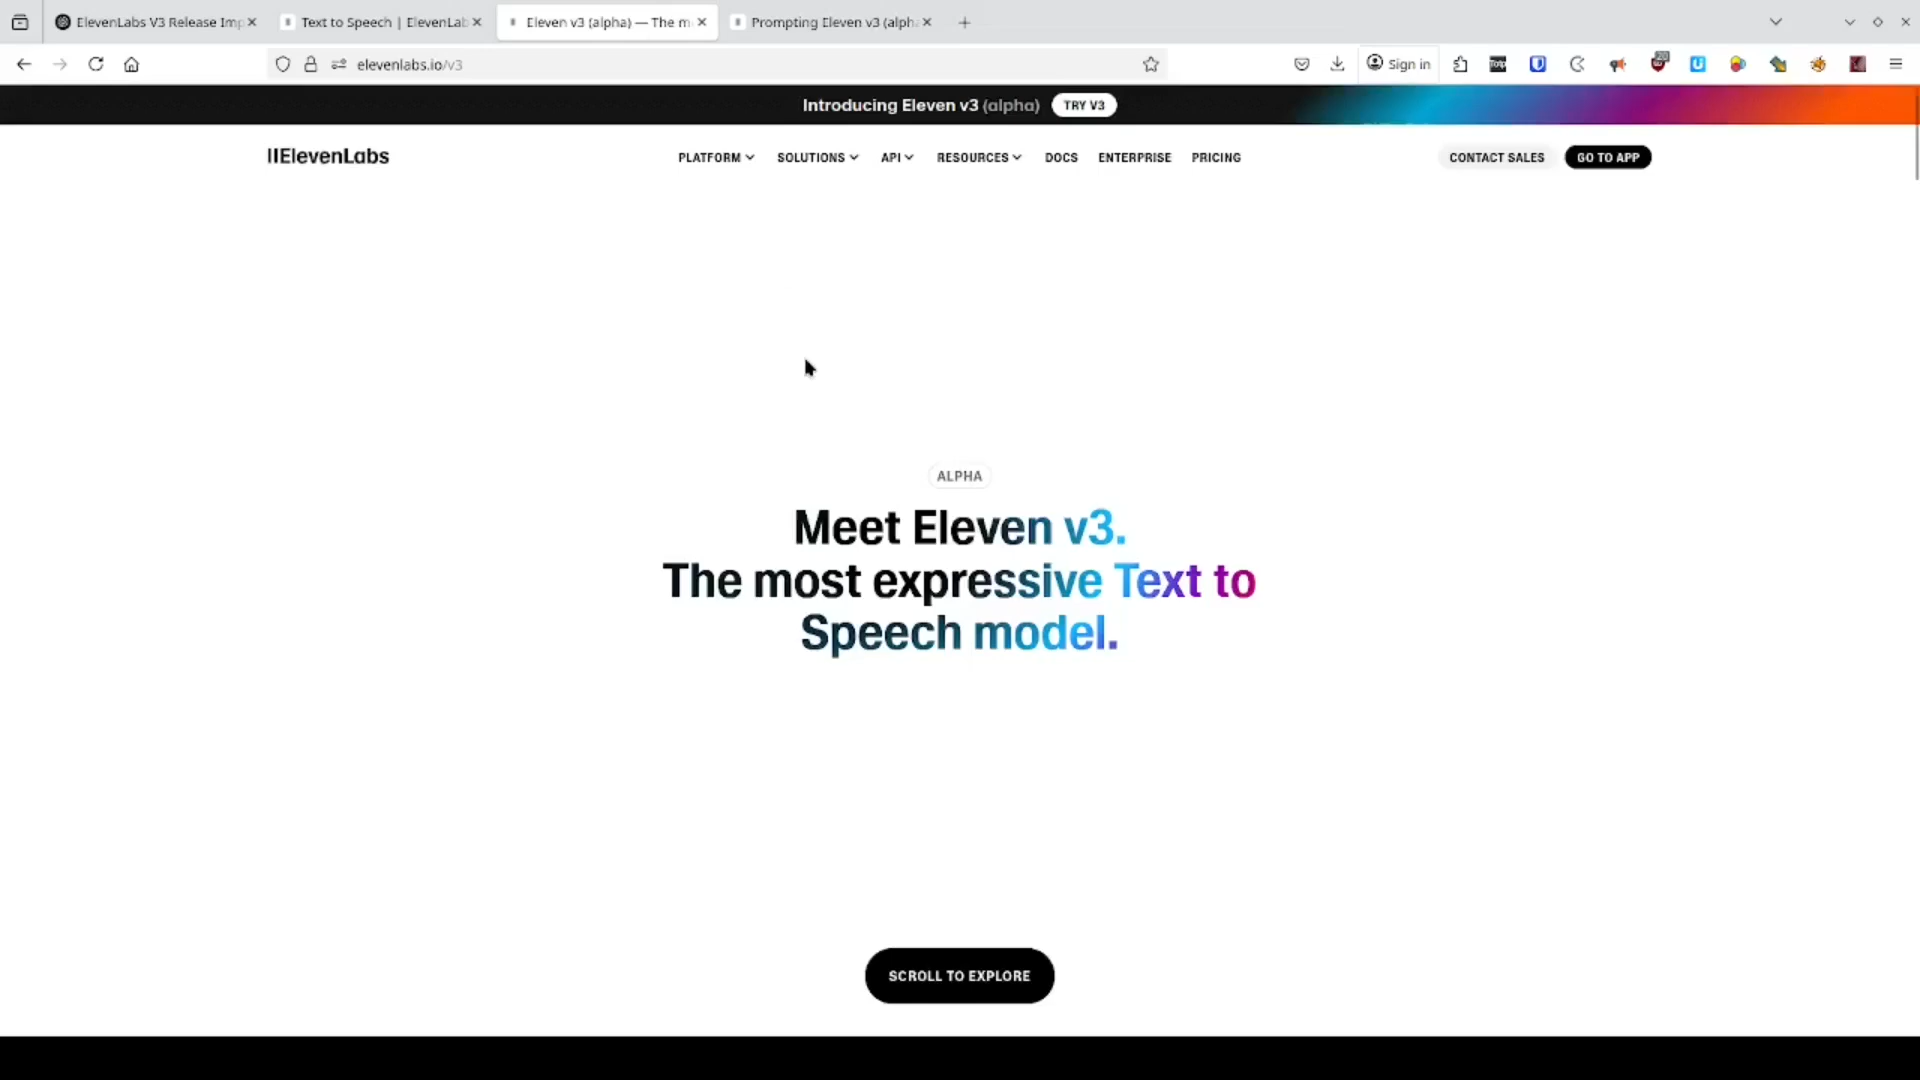 ElevenLabs V3 Release Imp
Text to Speech | ElevenLab
Eleven v3 (alpha) — The m
Prompting Eleven v3 (alph
elevenlabs.io/v3
Sign in
Introducing Eleven v3 (alpha) TRY V3
IIElevenLabs
PLATFORM SOLUTIONS API RESOURCES DOCS ENTERPRISE PRICING
CONTACT SALES GO TO APP
ALPHA
Meet Eleven v3.
The most expressive Text to
Speech model.
SCROLL TO EXPLORE